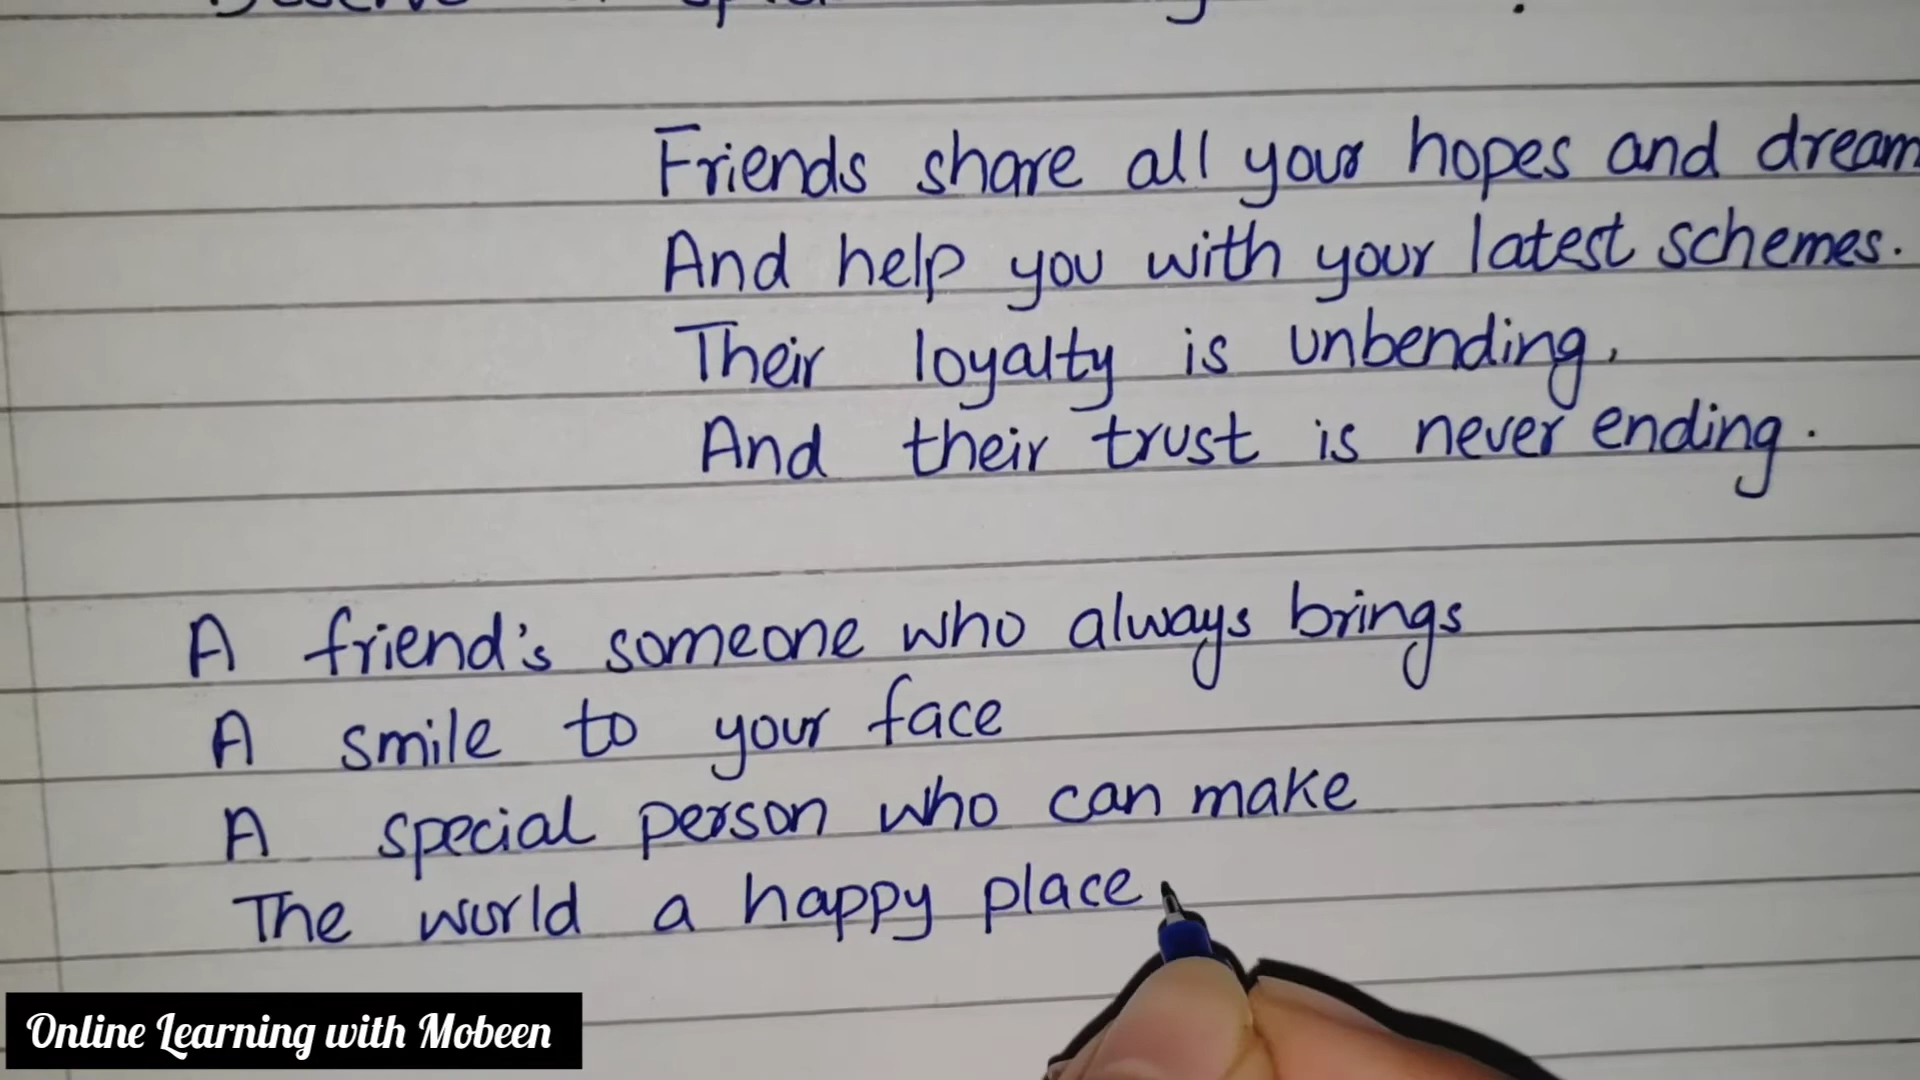 Friends share all your hopes and dream
And help you with your latest schemes.
Their loyalty is unbending,
And their trust is never ending.
A friend's someone who always brings
A smile to your face
A special person who can make
The world a happy place
Online Learning with Mobeen